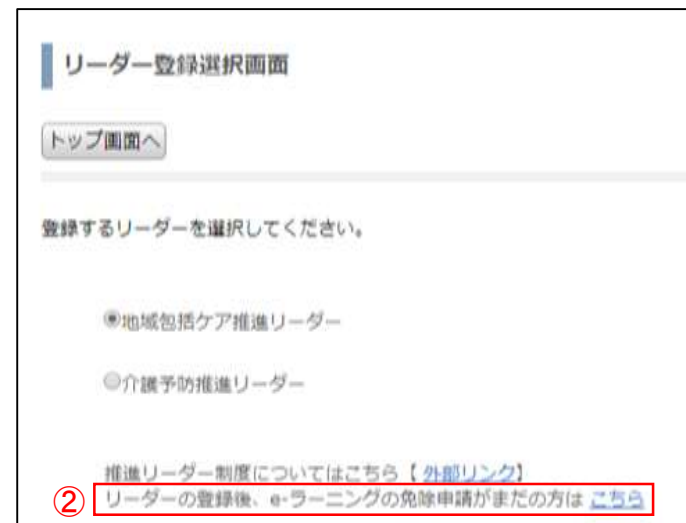 リーダー登録選択画面
トップ画面へ
登録するリーダーを選択してください。
地域包括ケア推進リーダー
介護予防推進リーダー
推進リーダー制度についてはこちら【 外部リンク】
② リーダーの登録後、e-ラーニングの免除申請がまだの方は こちら